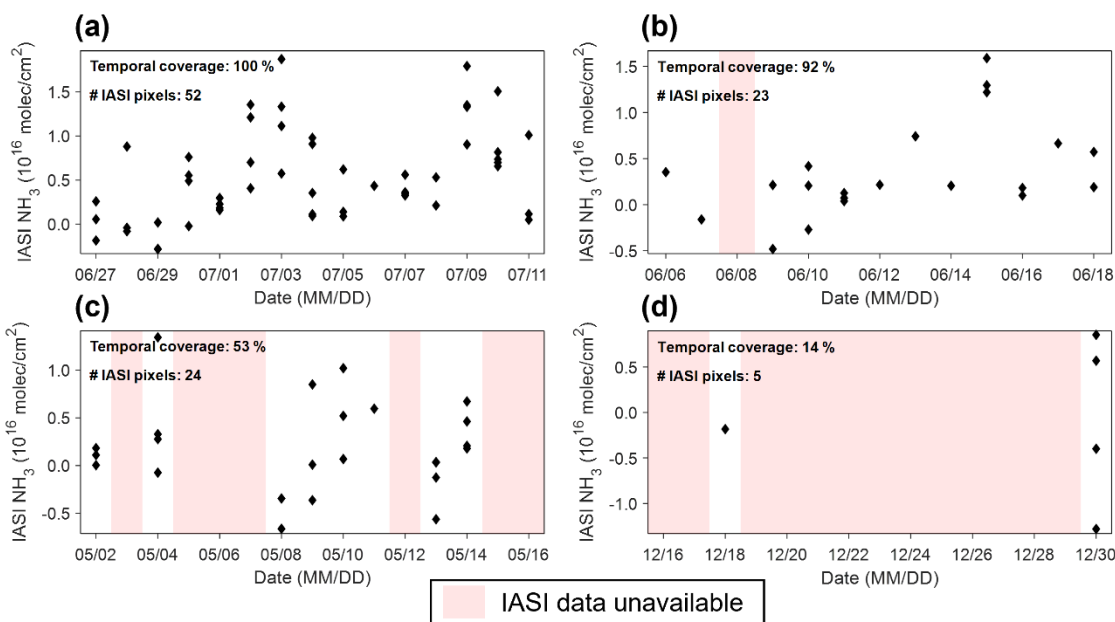 (a)
Temporal coverage: 100 %
# IASI pixels: 52
IASI NH3 (10^16 molec/cm^2)
1.5
1.0
0.5
0.0
06/27 06/29 07/01 07/03 07/05 07/07 07/09 07/11
Date (MM/DD)
(b)
Temporal coverage: 92 %
# IASI pixels: 23
IASI NH3 (10^16 molec/cm^2)
1.5
1.0
0.5
0.0
-0.5
06/06 06/08 06/10 06/12 06/14 06/16 06/18
Date (MM/DD)
(c)
Temporal coverage: 53 %
# IASI pixels: 24
IASI NH3 (10^16 molec/cm^2)
1.0
0.5
0.0
-0.5
05/02 05/04 05/06 05/08 05/10 05/12 05/14 05/16
Date (MM/DD)
(d)
Temporal coverage: 14 %
# IASI pixels: 5
IASI NH3 (10^16 molec/cm^2)
0.5
0.0
-0.5
-1.0
12/16 12/18 12/20 12/22 12/24 12/26 12/28 12/30
Date (MM/DD)
IASI data unavailable